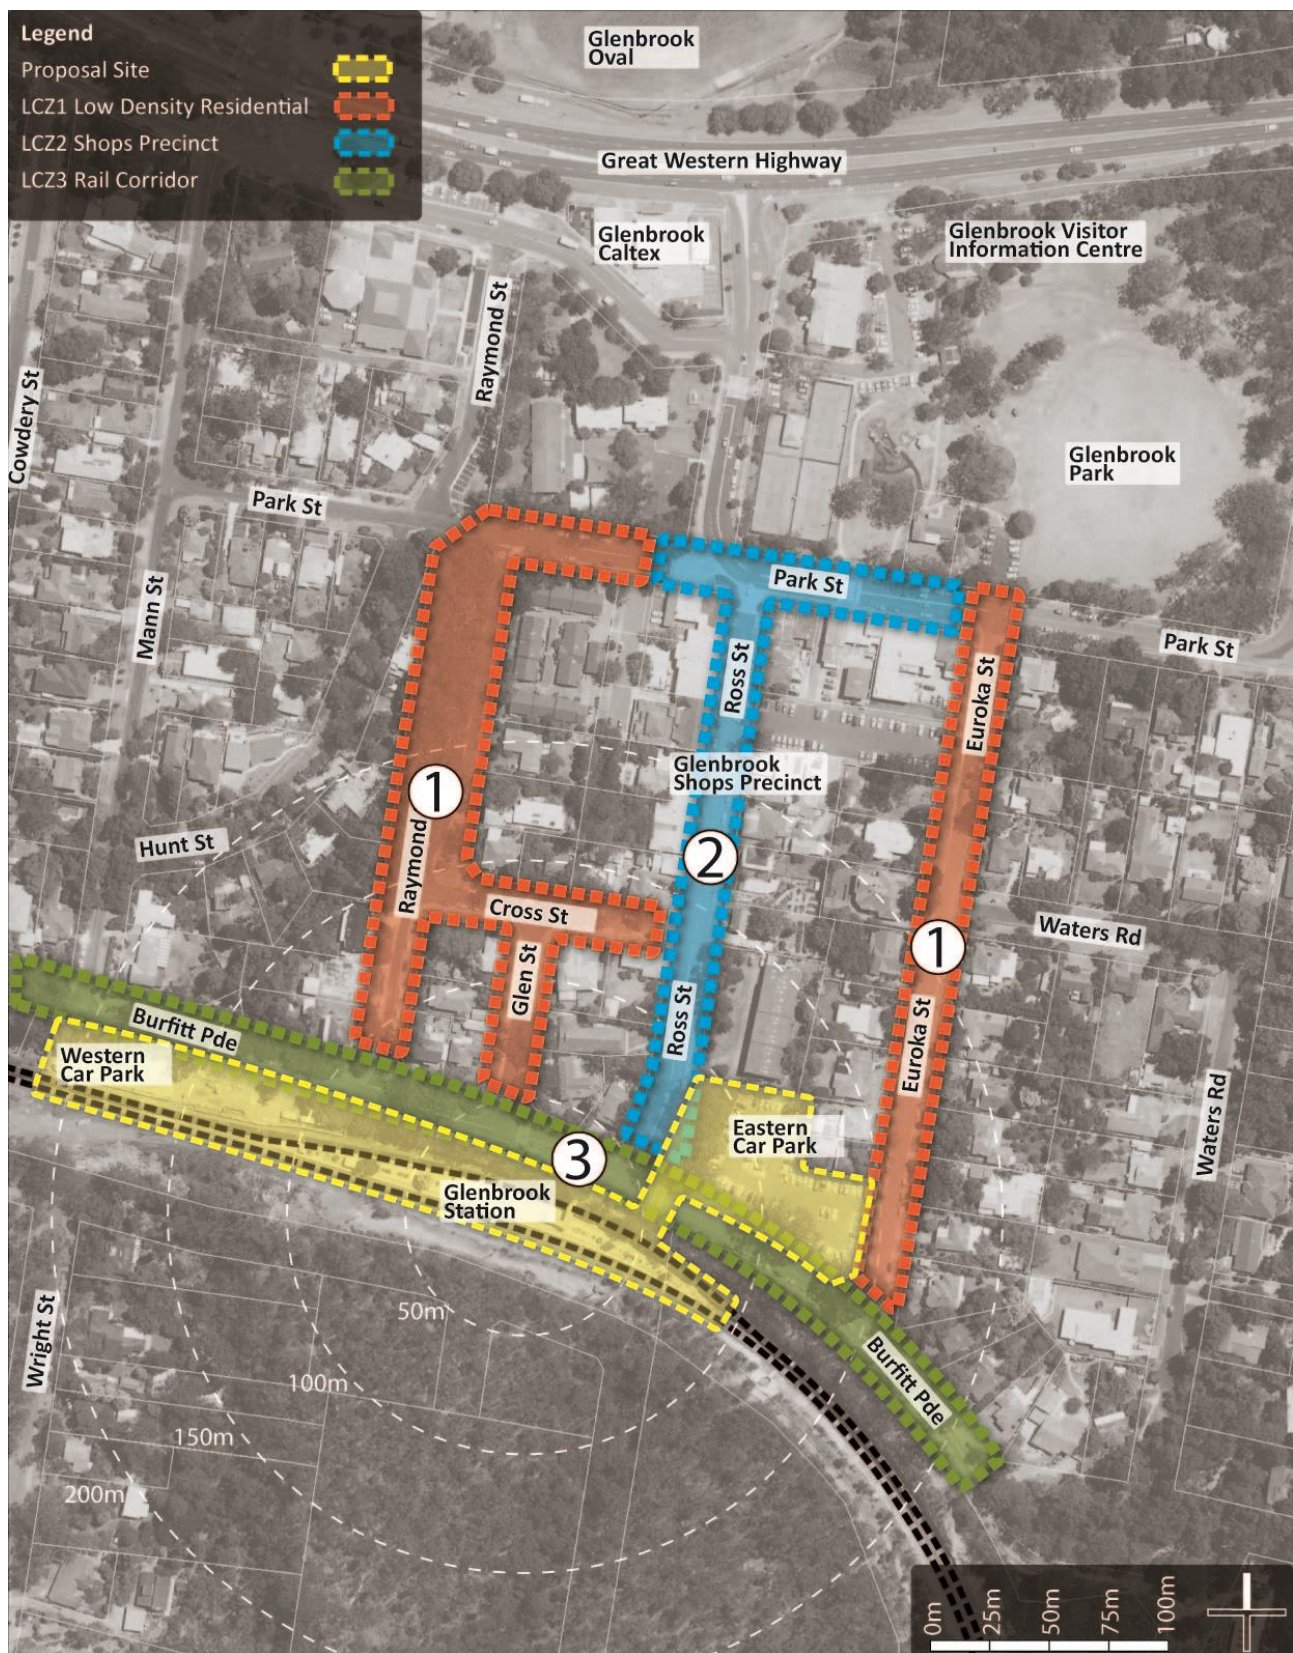 Legend
Proposal Site
LCZ1 Low Density Residential
LCZ2 Shops Precinct
LCZ3 Rail Corridor
Glenbrook
Oval
Great Western Highway
Glenbrook
Caltex
Glenbrook Visitor
Information Centre
Raymond St
Cowdery St
Glenbrook
Park
Park St
Park St
Mann St
Park St
Ross St
Euroka St
Glenbrook
Shops Precinct
1
Raymond
Hunt St
2
Cross St
1
Waters Rd
Glen St
Ross St
Euroka St
Burfitt Pde
Western
Car Park
Eastern
Car Park
Waters Rd
3
Glenbrook
Station
50m
Wright St
100m
Burfitt Pde
150m
200m
0m
25m
50m
75m
100m